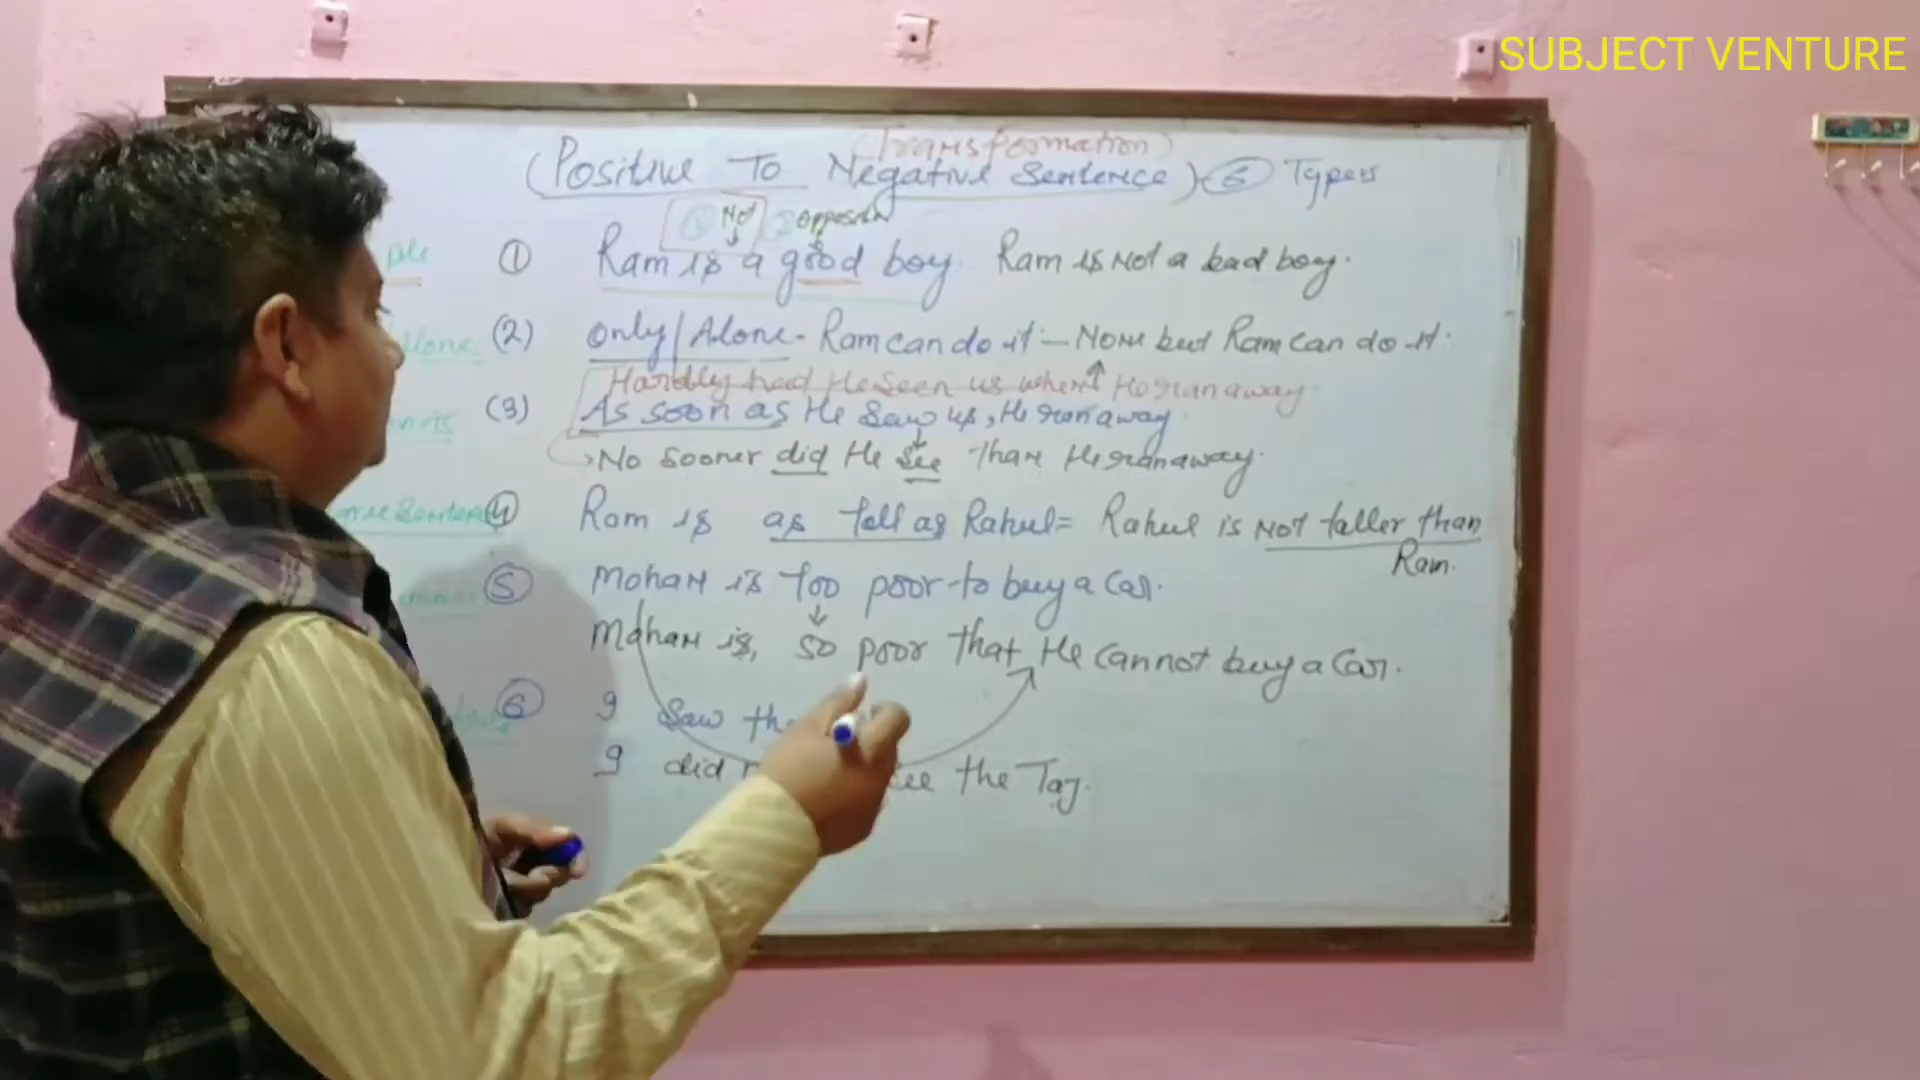 SUBJECT VENTURE
(Transformation)
(Positive To Negative Sentence) 6 Types
Not opposite
① Ram is a good boy. Ram is Not a bad boy.
(2) only/Alone - Ram can do it - None but Ram can do it.
Hardly had He Seen us when He ran away.
(3) As soon as He Saw us, He ran away.
No sooner did He See Than He ran away.
④ Ram is as tall as Rahul = Rahul is NOT taller than
Ram.
⑤ Mohan is Too poor to buy a Car.
Mohan is, so poor that He Cannot buy a Car.
⑥ I Saw the
I did see the Taj.